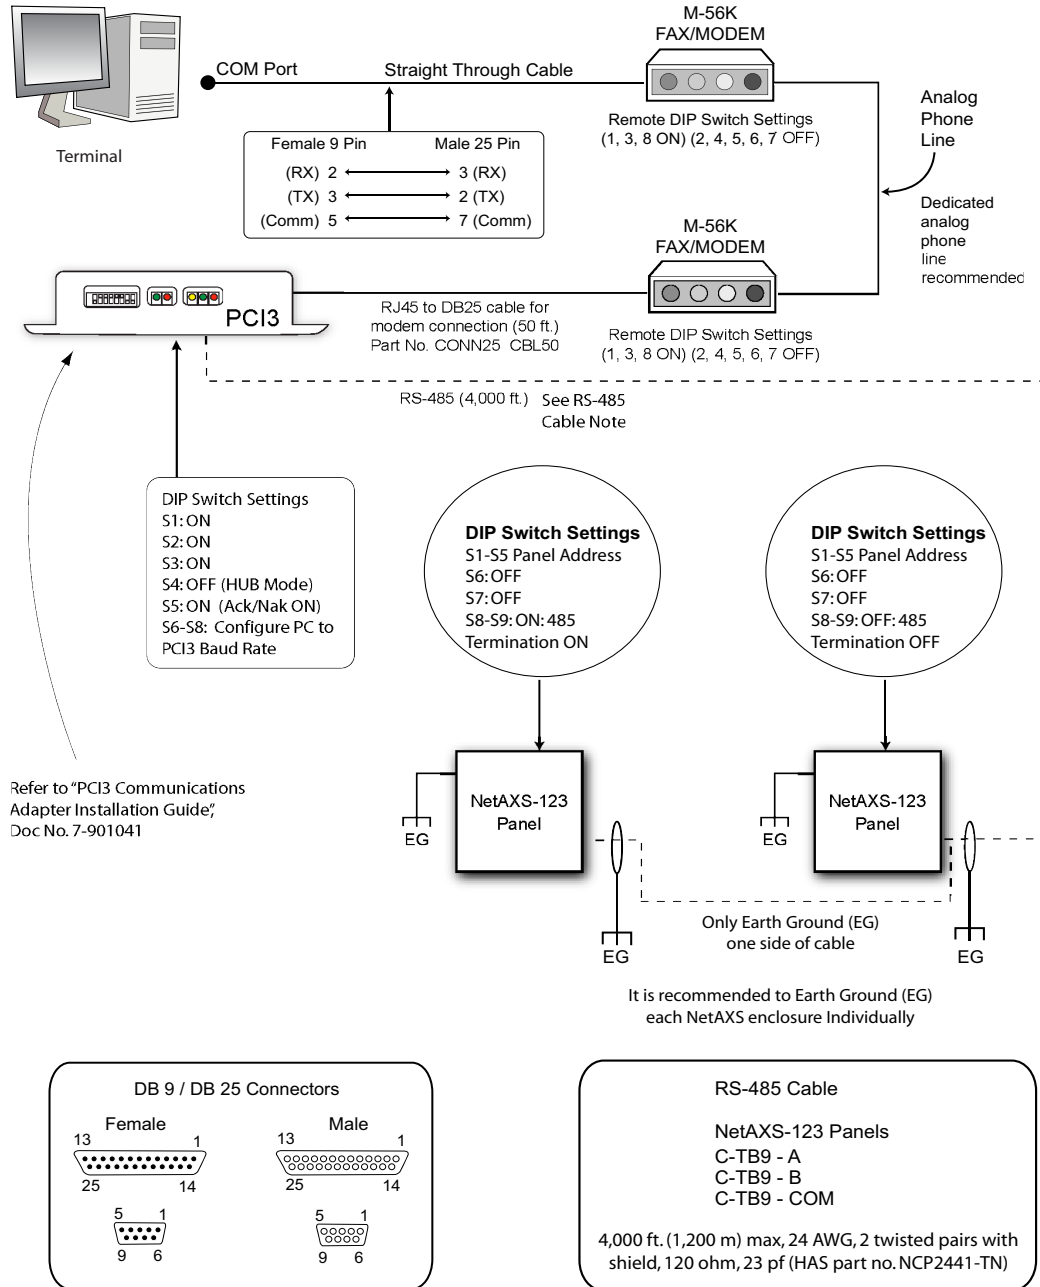 M-56K
FAX/MODEM
COM Port
Straight Through Cable
Terminal
Female 9 Pin Male 25 Pin
(RX) 2 3 (RX)
(TX) 3 2 (TX)
(Comm) 5 7 (Comm)
Remote DIP Switch Settings
(1, 3, 8 ON) (2, 4, 5, 6, 7 OFF)
Analog
Phone
Line
Dedicated
analog
phone
line
recommended
M-56K
FAX/MODEM
PCI3
RJ45 to DB25 cable for
modem connection (50 ft.)
Part No. CONN25 CBL50
Remote DIP Switch Settings
(1, 3, 8 ON) (2, 4, 5, 6, 7 OFF)
RS-485 (4,000 ft.) See RS-485
Cable Note
DIP Switch Settings
S1: ON
S2: ON
S3: ON
S4: OFF (HUB Mode)
S5: ON (Ack/Nak ON)
S6-S8: Configure PC to
PCI3 Baud Rate
DIP Switch Settings
S1-S5 Panel Address
S6: OFF
S7: OFF
S8-S9: ON: 485
Termination ON
DIP Switch Settings
S1-S5 Panel Address
S6: OFF
S7: OFF
S8-S9: OFF: 485
Termination OFF
Refer to “PCI3 Communications
Adapter Installation Guide”,
Doc No. 7-901041
NetAXS-123
Panel
EG
EG
NetAXS-123
Panel
EG
EG
Only Earth Ground (EG)
one side of cable
It is recommended to Earth Ground (EG)
each NetAXS enclosure Individually
DB 9 / DB 25 Connectors
Female
13 1
25 14
5 1
9 6
Male
13 1
25 14
5 1
9 6
RS-485 Cable
NetAXS-123 Panels
C-TB9 - A
C-TB9 - B
C-TB9 - COM
4,000 ft. (1,200 m) max, 24 AWG, 2 twisted pairs with
shield, 120 ohm, 23 pf (HAS part no. NCP2441-TN)